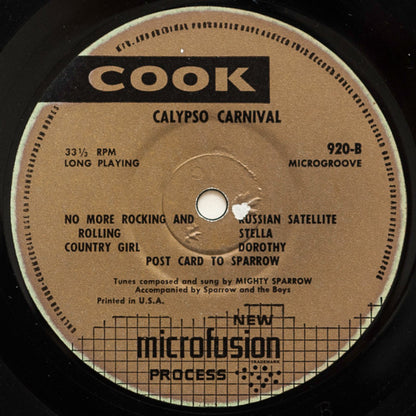 COOK
CALYPSO CARNIVAL
33⅓ RPM 920-B
LONG PLAYING MICROGROOVE
NO MORE ROCKING AND RUSSIAN SATELLITE
ROLLING STELLA
COUNTRY GIRL DOROTHY
POST CARD TO SPARROW
Tunes composed and sung by MIGHTY SPARROW
Accompanied by Sparrow and the Boys
Printed in U.S.A.
NEW
microfusion
TRADEMARK
PROCESS